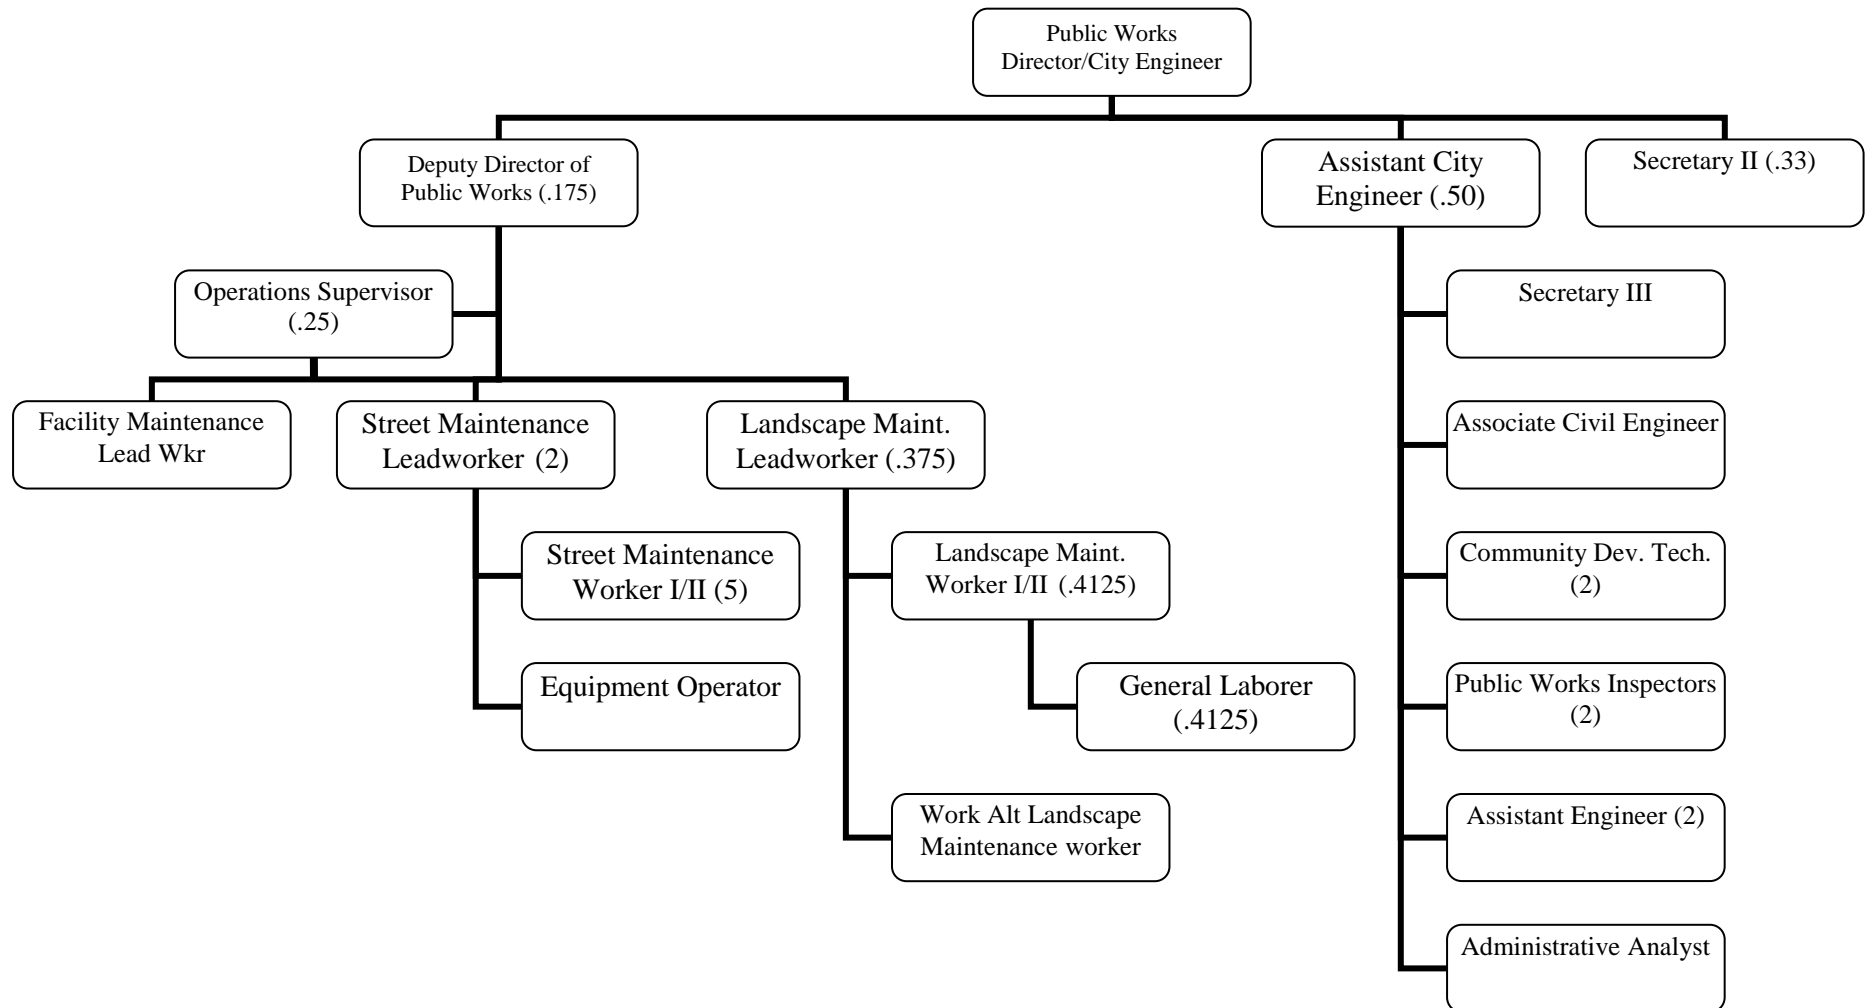 Public Works
Director/City Engineer
Deputy Director of
Public Works (.175)
Assistant City
Engineer (.50)
Secretary II (.33)
Operations Supervisor
(.25)
Secretary III
Facility Maintenance
Lead Wkr
Street Maintenance
Leadworker (2)
Landscape Maint.
Leadworker (.375)
Associate Civil Engineer
Street Maintenance
Worker I/II (5)
Landscape Maint.
Worker I/II (.4125)
Community Dev. Tech.
(2)
Equipment Operator
General Laborer
(.4125)
Public Works Inspectors
(2)
Work Alt Landscape
Maintenance worker
Assistant Engineer (2)
Administrative Analyst